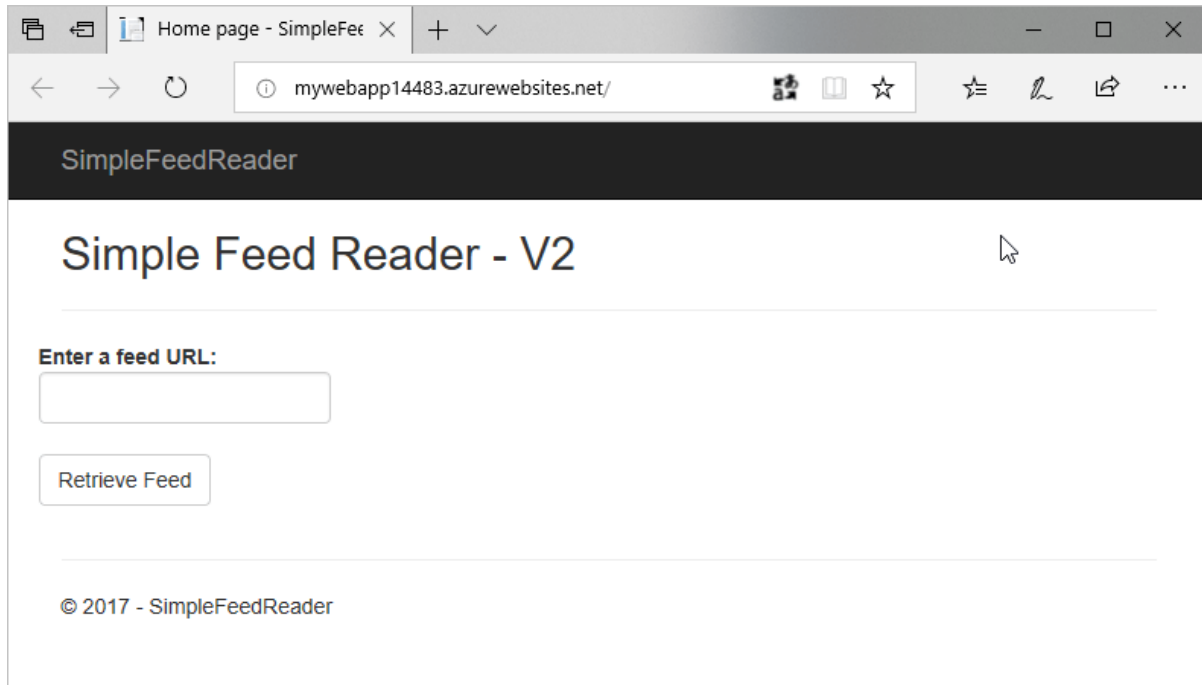 Home page - SimpleFee
mywebapp14483.azurewebsites.net/
SimpleFeedReader
Simple Feed Reader - V2
Enter a feed URL:
Retrieve Feed
© 2017 - SimpleFeedReader